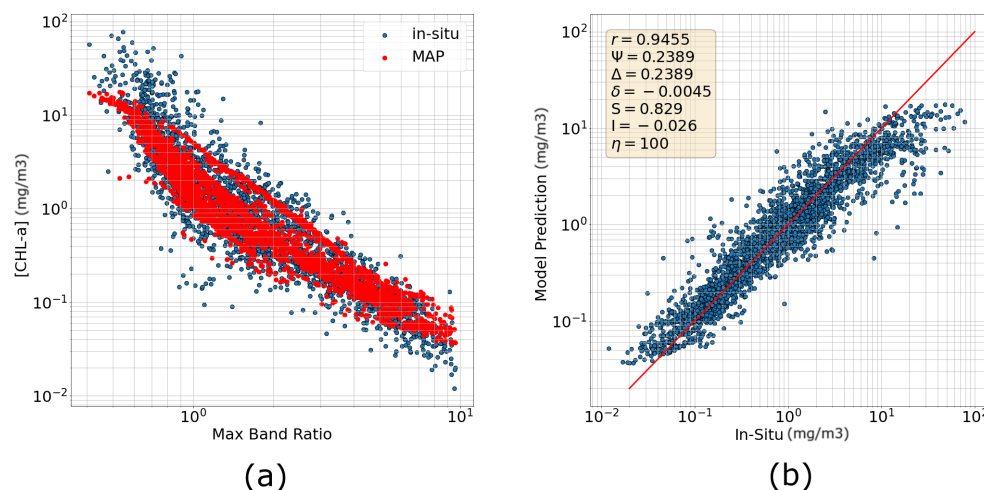 in-situ
MAP
[CHL-a] (mg/m3)
10²
10¹
10⁰
10⁻¹
10⁻²
10⁰
10¹
Max Band Ratio
(a)
r = 0.9455
Ψ = 0.2389
Δ = 0.2389
δ = −0.0045
S = 0.829
I = −0.026
η = 100
Model Prediction (mg/m3)
10²
10¹
10⁰
10⁻¹
10⁻²
10⁻¹
10⁰
10¹
10²
In-Situ (mg/m3)
(b)